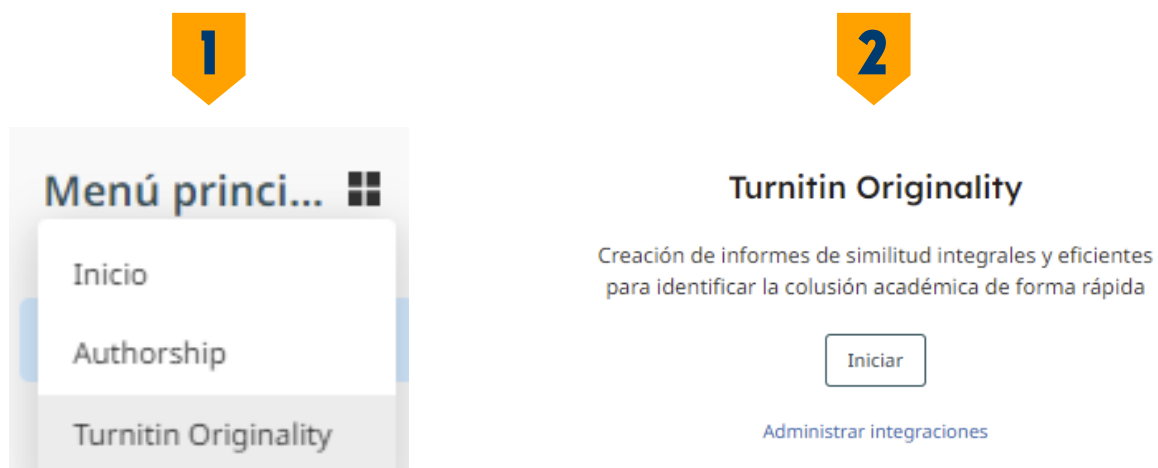 1
Menú princi...
Inicio
Authorship
Turnitin Originality
2
Turnitin Originality
Creación de informes de similitud integrales y eficientes
para identificar la colusión académica de forma rápida
Iniciar
Administrar integraciones